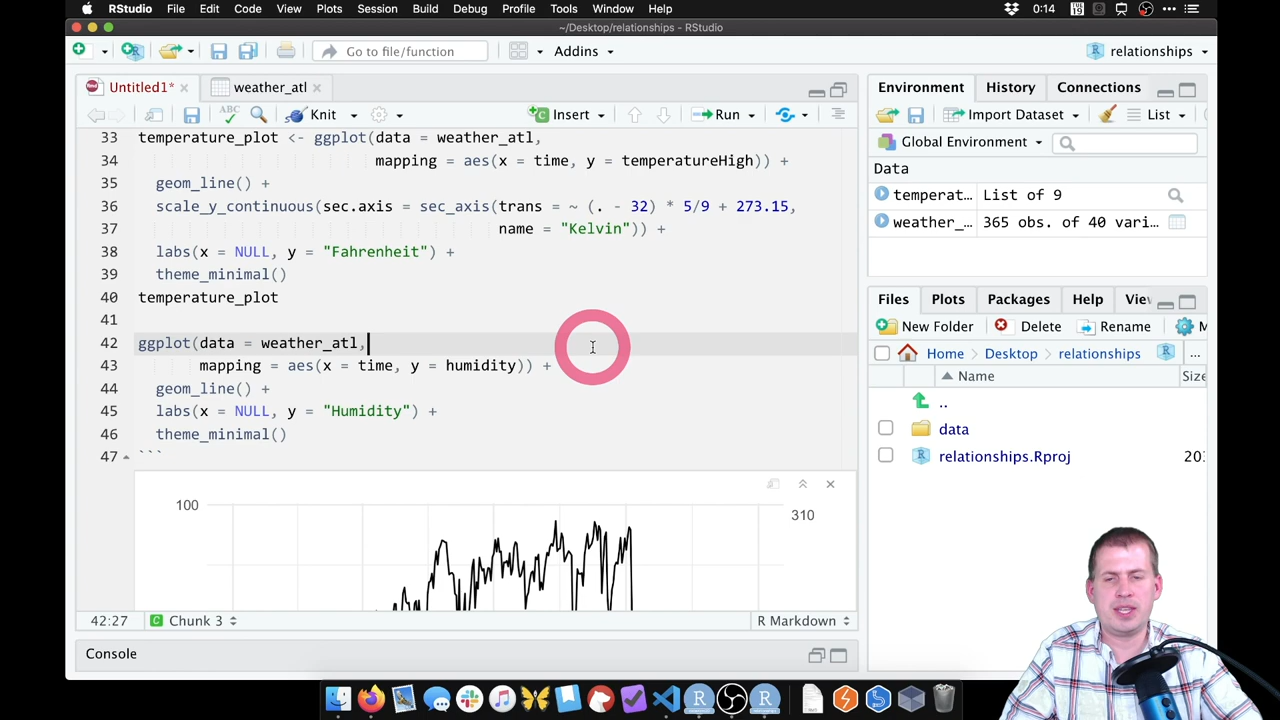 RStudio File Edit Code View Plots Session Build Debug Profile Tools Window Help 0:14 TUE 19
~/Desktop/relationships - RStudio
Go to file/function Addins relationships
Untitled1* weather_atl
ABC Knit Insert Run
33 temperature_plot <- ggplot(data = weather_atl,
34 mapping = aes(x = time, y = temperatureHigh)) +
35 geom_line() +
36 scale_y_continuous(sec.axis = sec_axis(trans = ~ (. - 32) * 5/9 + 273.15,
37 name = "Kelvin")) +
38 labs(x = NULL, y = "Fahrenheit") +
39 theme_minimal()
40 temperature_plot
41
42 ggplot(data = weather_atl,
43 mapping = aes(x = time, y = humidity)) +
44 geom_line() +
45 labs(x = NULL, y = "Humidity") +
46 theme_minimal()
47 ```
100
310
42:27 Chunk 3 R Markdown
Console
Environment History Connections
Import Dataset List
Global Environment
Data
temperat… List of 9
weather_… 365 obs. of 40 vari…
Files Plots Packages Help Vie
New Folder Delete Rename M
Home Desktop relationships ...
Name Size
..
data
relationships.Rproj 20